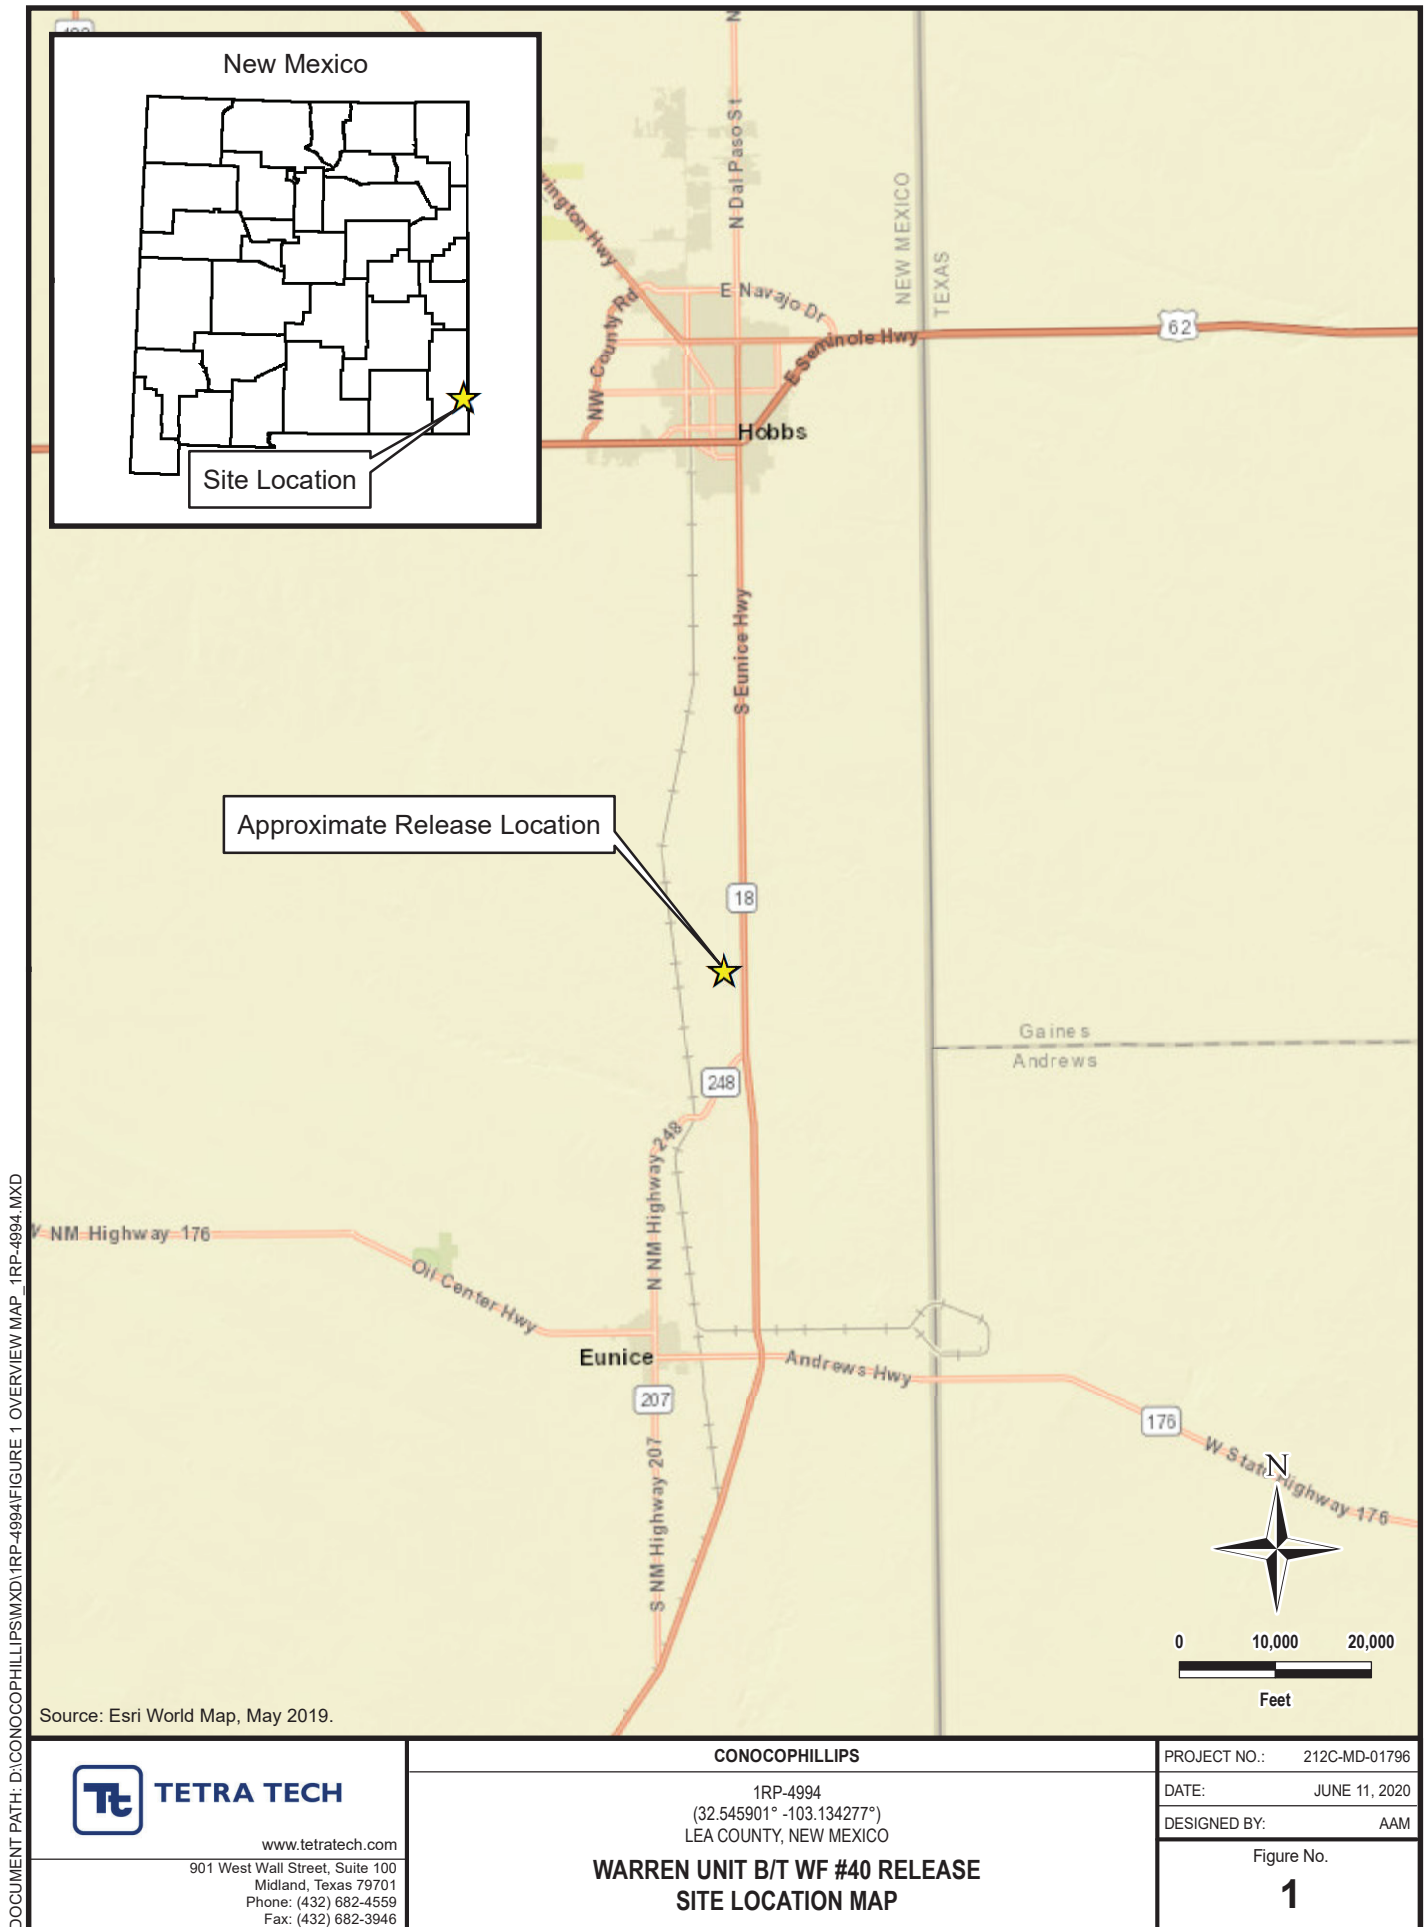 New Mexico
Site Location
N Dal Paso St
NEW MEXICO
TEXAS
E Navajo Dr
NW County Rd
E Seminole Hwy
62
Hobbs
S Eunice Hwy
Approximate Release Location
18
Gaines
Andrews
248
N NM Highway 248
W NM Highway 176
Oil Center Hwy
Eunice
Andrews Hwy
207
176
W State Highway 176
S NM Highway 207
N
0 10,000 20,000
Feet
Source: Esri World Map, May 2019.
DOCUMENT PATH: D:\CONOCOPHILLIPS\MXD\1RP-4994\FIGURE 1 OVERVIEW MAP_1RP-4994.MXD
Tt TETRA TECH
www.tetratech.com
901 West Wall Street, Suite 100
Midland, Texas 79701
Phone: (432) 682-4559
Fax: (432) 682-3946
CONOCOPHILLIPS
1RP-4994
(32.545901° -103.134277°)
LEA COUNTY, NEW MEXICO
WARREN UNIT B/T WF #40 RELEASE
SITE LOCATION MAP
PROJECT NO.: 212C-MD-01796
DATE: JUNE 11, 2020
DESIGNED BY: AAM
Figure No.
1